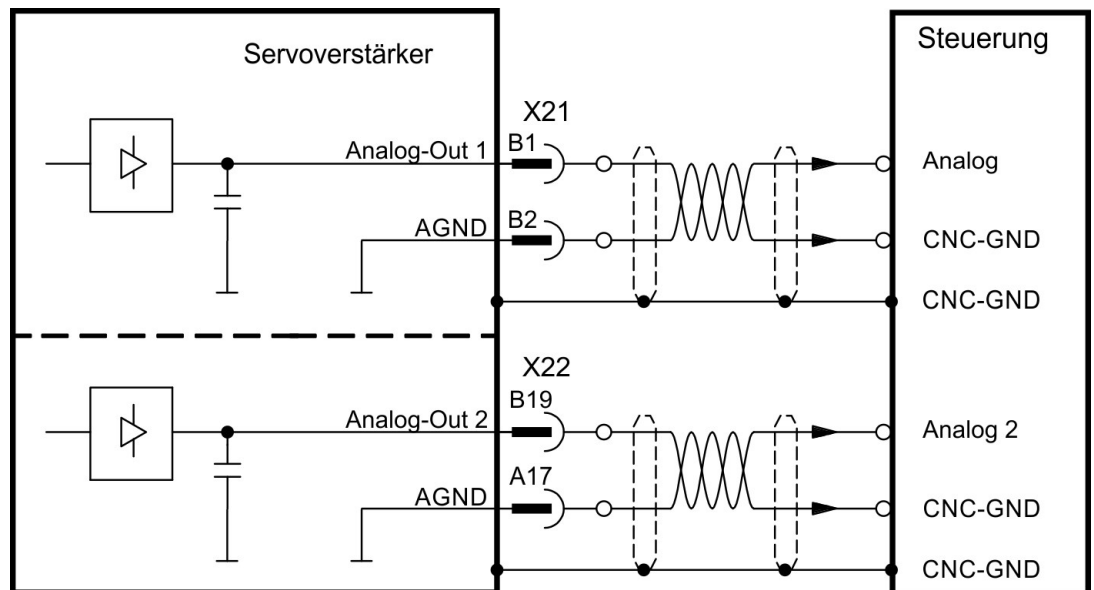 Servoverstärker
Steuerung
X21
Analog-Out 1
B1
Analog
AGND
B2
CNC-GND
CNC-GND
X22
Analog-Out 2
B19
Analog 2
AGND
A17
CNC-GND
CNC-GND